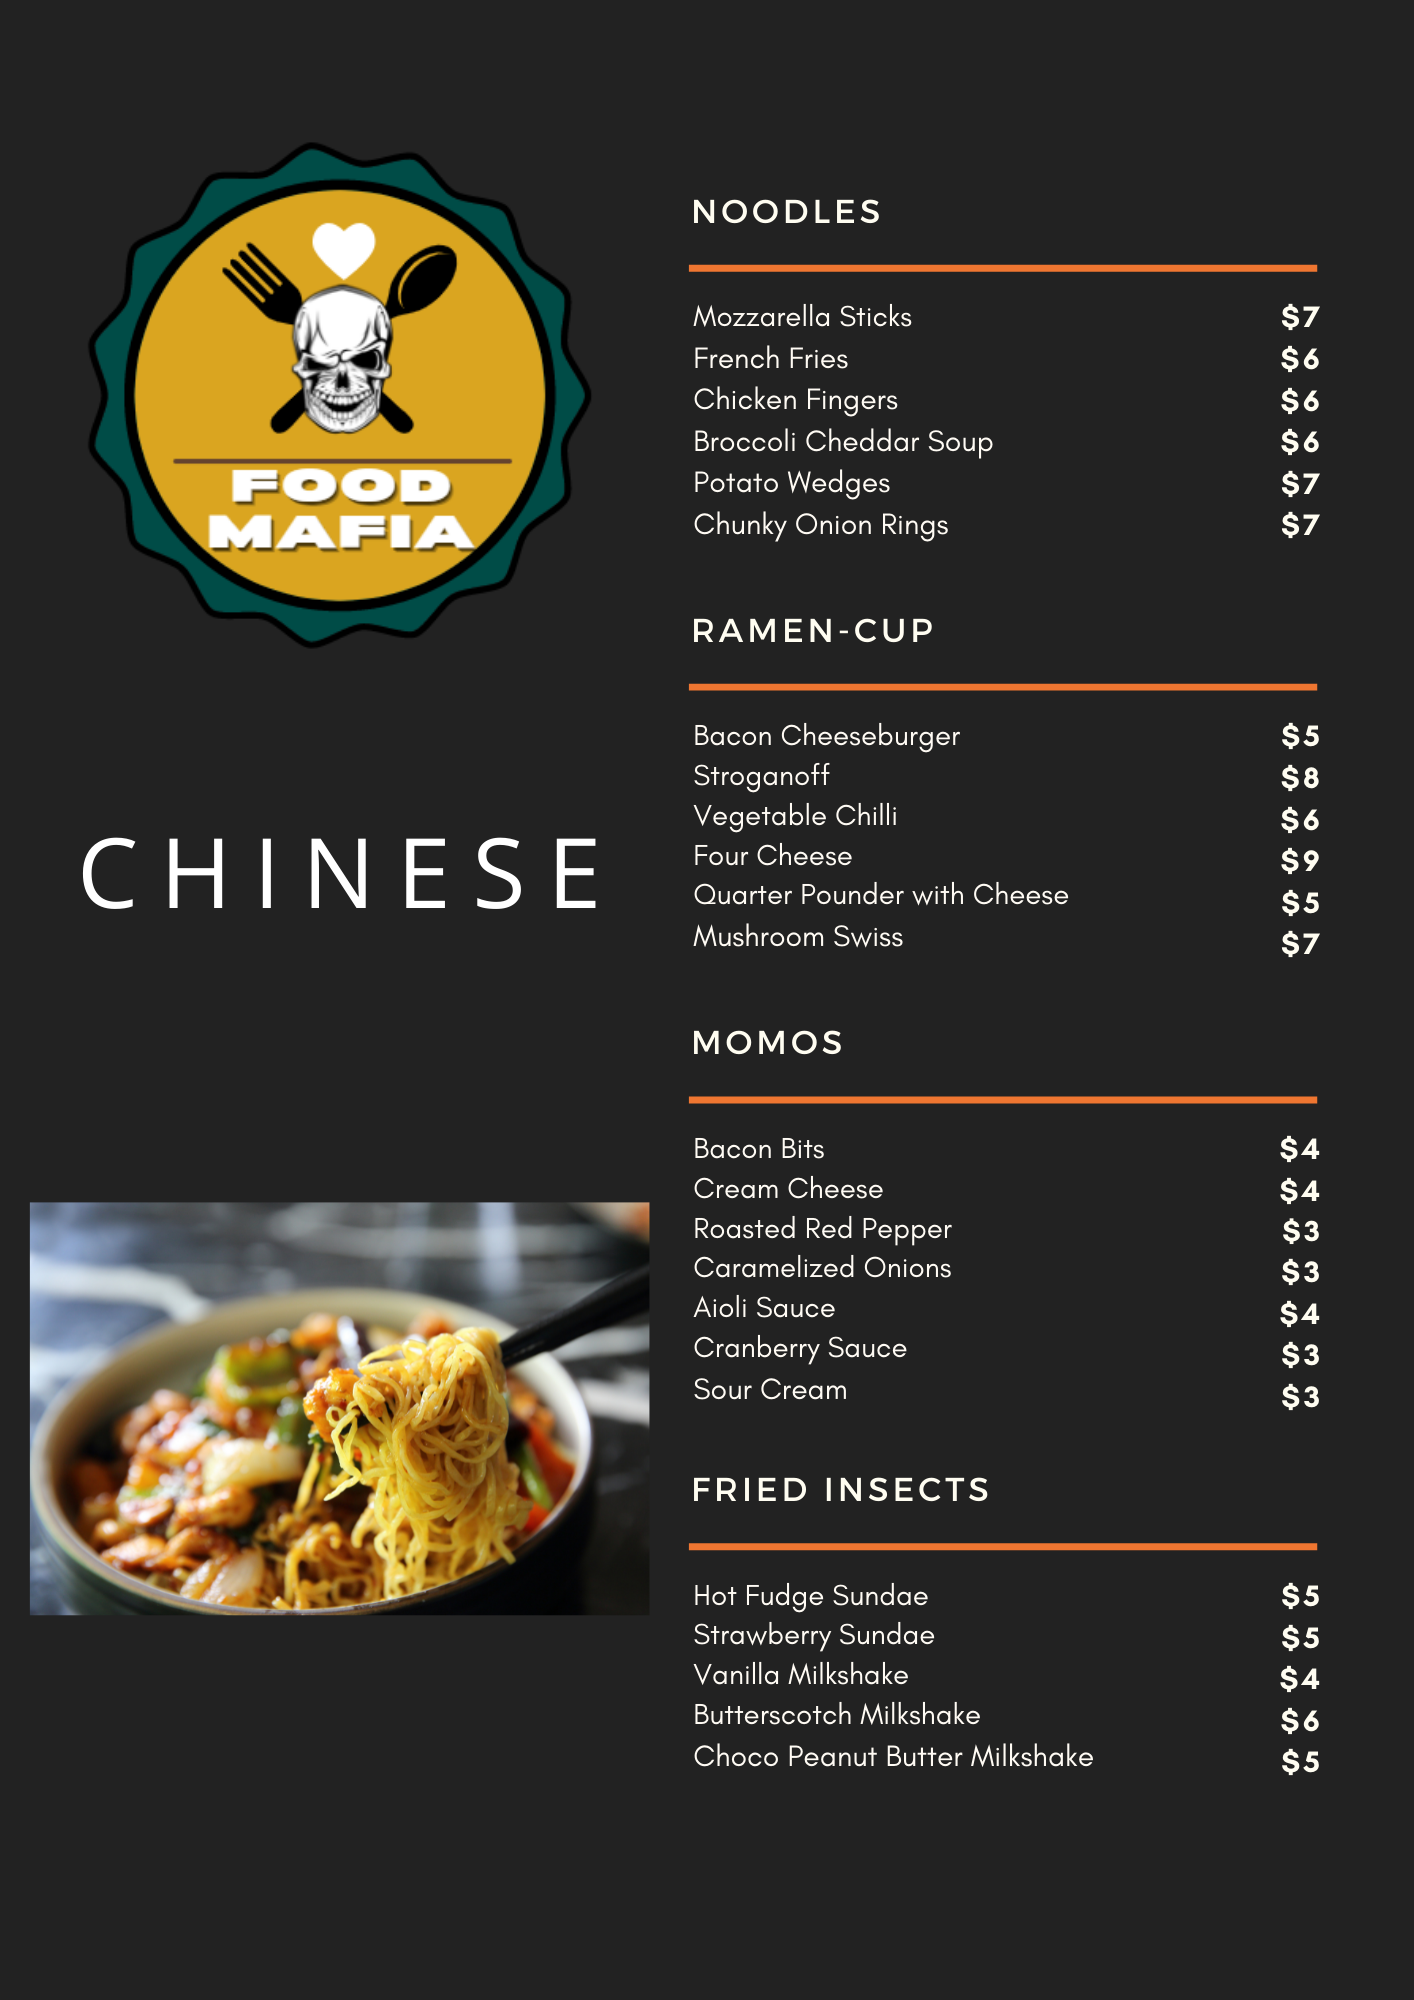 FOOD
MAFIA
CHINESE
NOODLES
Mozzarella Sticks $7
French Fries $6
Chicken Fingers $6
Broccoli Cheddar Soup $6
Potato Wedges $7
Chunky Onion Rings $7
RAMEN-CUP
Bacon Cheeseburger $5
Stroganoff $8
Vegetable Chilli $6
Four Cheese $9
Quarter Pounder with Cheese $5
Mushroom Swiss $7
MOMOS
Bacon Bits $4
Cream Cheese $4
Roasted Red Pepper $3
Caramelized Onions $3
Aioli Sauce $4
Cranberry Sauce $3
Sour Cream $3
FRIED INSECTS
Hot Fudge Sundae $5
Strawberry Sundae $5
Vanilla Milkshake $4
Butterscotch Milkshake $6
Choco Peanut Butter Milkshake $5